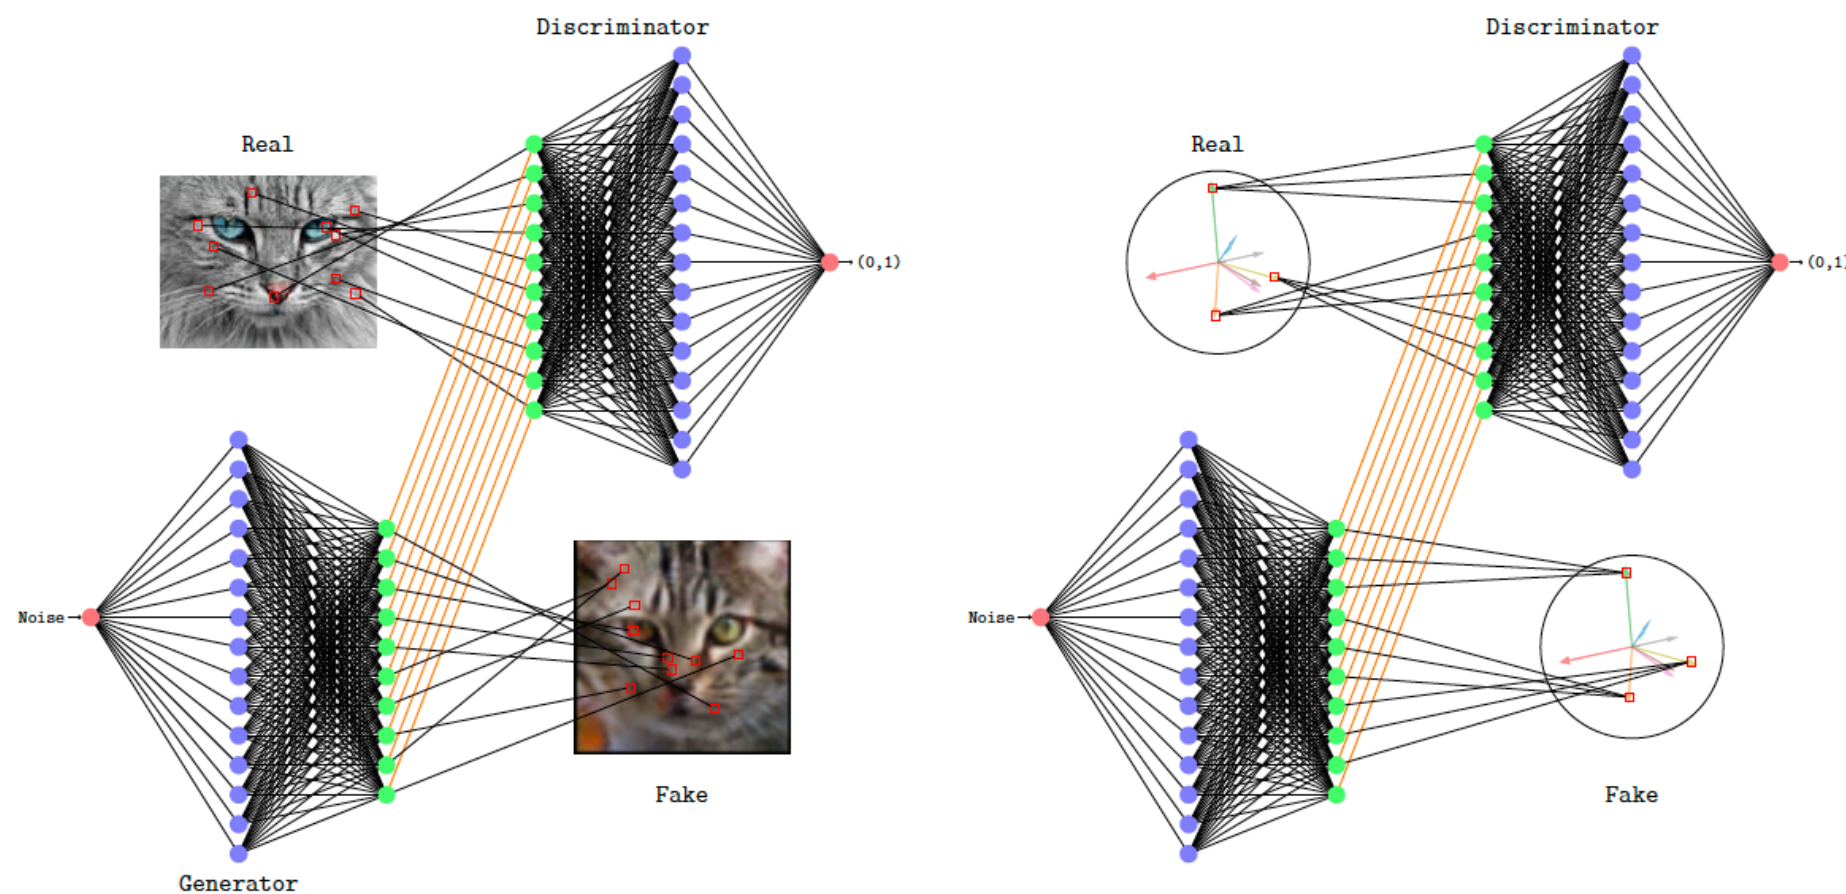 Discriminator
Real
(0,1)
Noise
Fake
Generator
Discriminator
Real
(0,1)
Noise
Fake